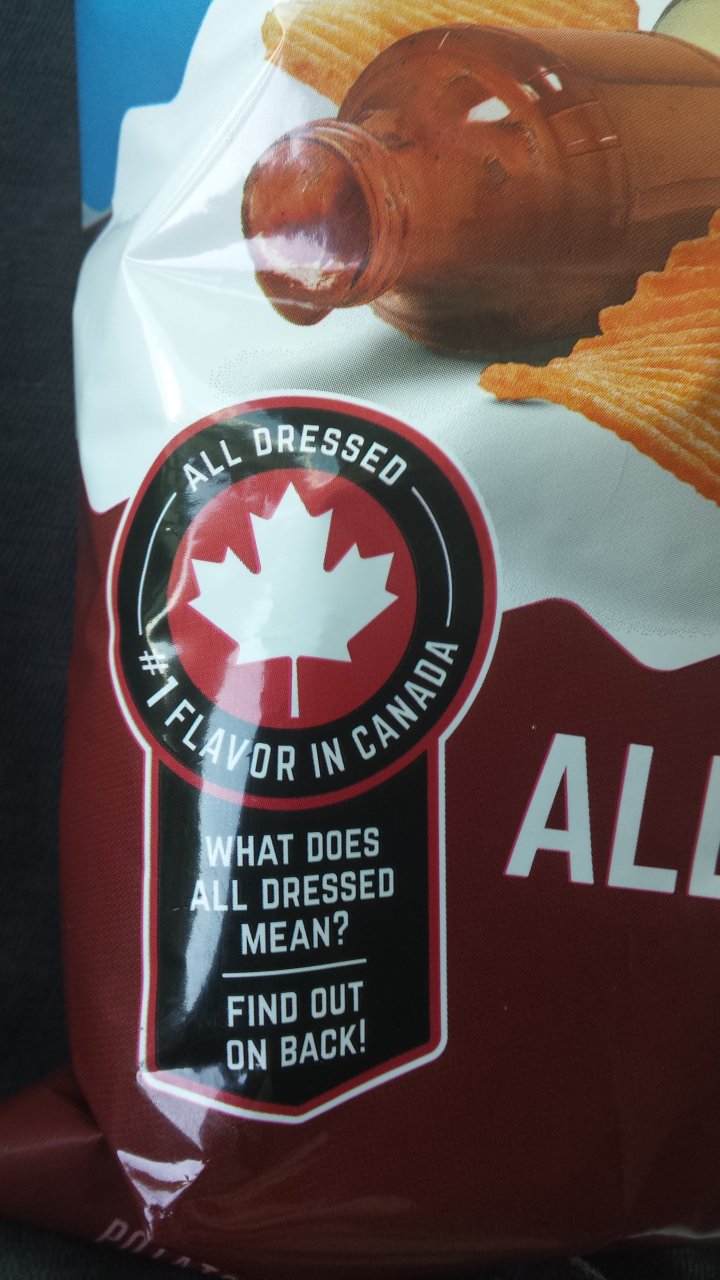 ALL DRESSED
#1 FLAVOR IN CANADA
WHAT DOES
ALL DRESSED
MEAN?
FIND OUT
ON BACK!
ALL